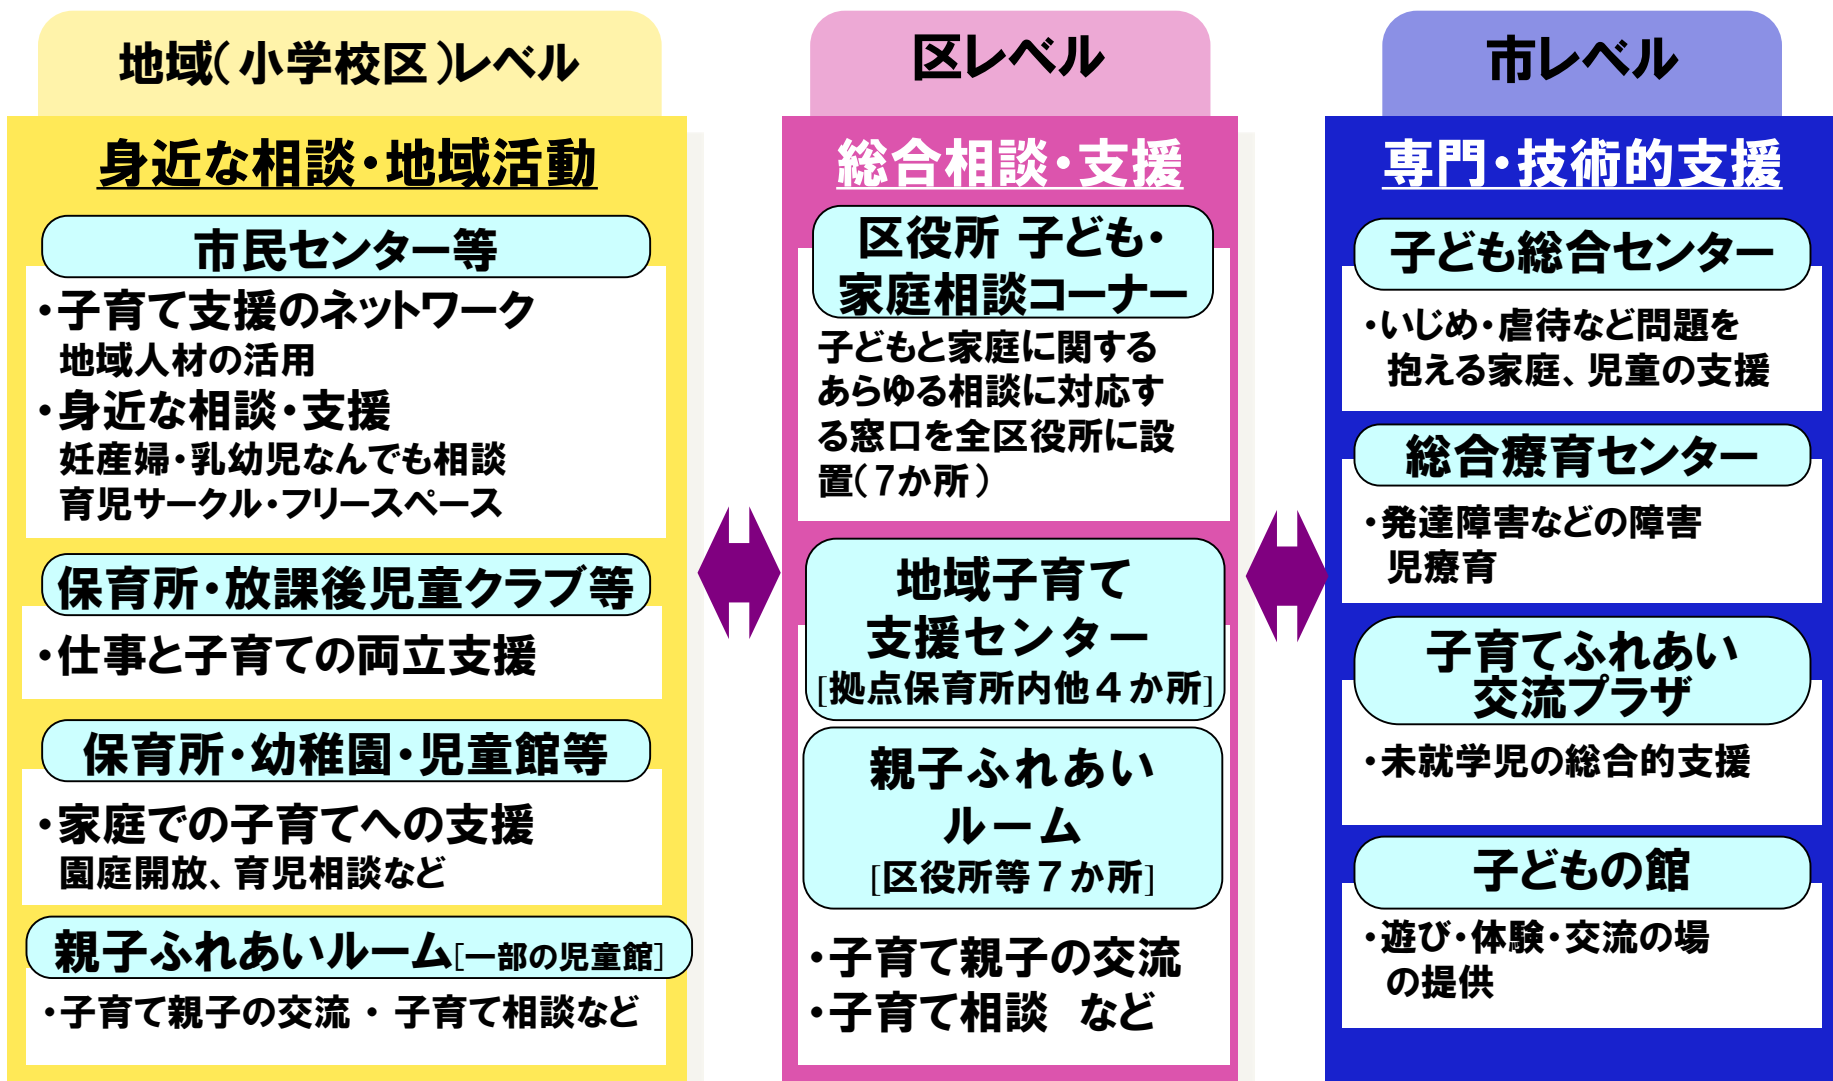 地域(小学校区)レベル
身近な相談・地域活動
市民センター等
・子育て支援のネットワーク
地域人材の活用
・身近な相談・支援
妊産婦・乳幼児なんでも相談
育児サークル・フリースペース
保育所・放課後児童クラブ等
・仕事と子育ての両立支援
保育所・幼稚園・児童館等
・家庭での子育てへの支援
園庭開放、育児相談など
親子ふれあいルーム[一部の児童館]
・子育て親子の交流 ・ 子育て相談など
区レベル
総合相談・支援
区役所 子ども・
家庭相談コーナー
子どもと家庭に関する
あらゆる相談に対応す
る窓口を全区役所に設
置(7か所)
地域子育て
支援センター
[拠点保育所内他4か所]
親子ふれあい
ルーム
[区役所等7か所]
・子育て親子の交流
・子育て相談 など
市レベル
専門・技術的支援
子ども総合センター
・いじめ・虐待など問題を
抱える家庭、児童の支援
総合療育センター
・発達障害などの障害
児療育
子育てふれあい
交流プラザ
・未就学児の総合的支援
子どもの館
・遊び・体験・交流の場
の提供